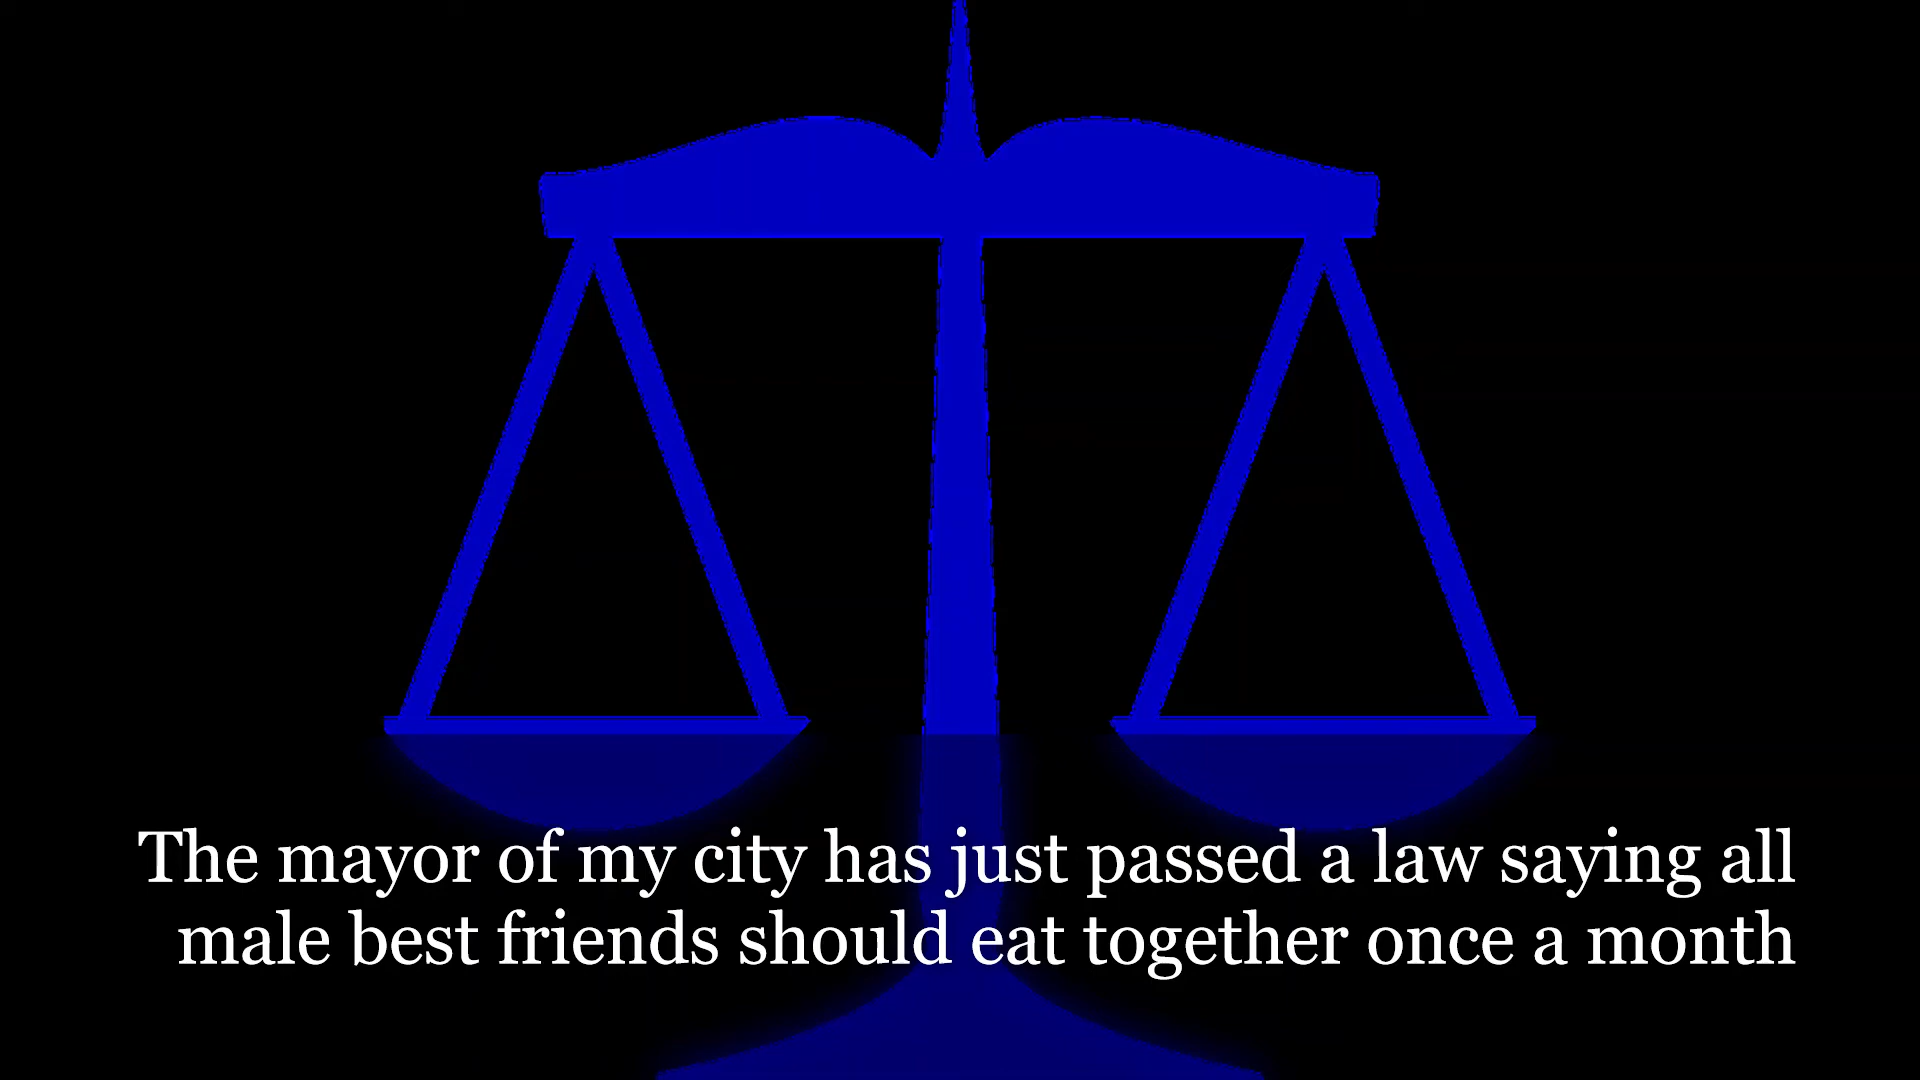 The mayor of my city has just passed a law saying all
male best friends should eat together once a month